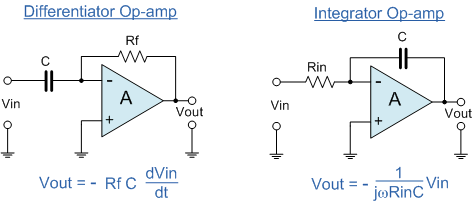 Differentiator Op-amp
C
Rf
Vin
-
A
+
Vout
Vout = - Rf C dVin/dt
Integrator Op-amp
C
Rin
Vin
-
A
+
Vout
Vout = - 1/jωRinC Vin